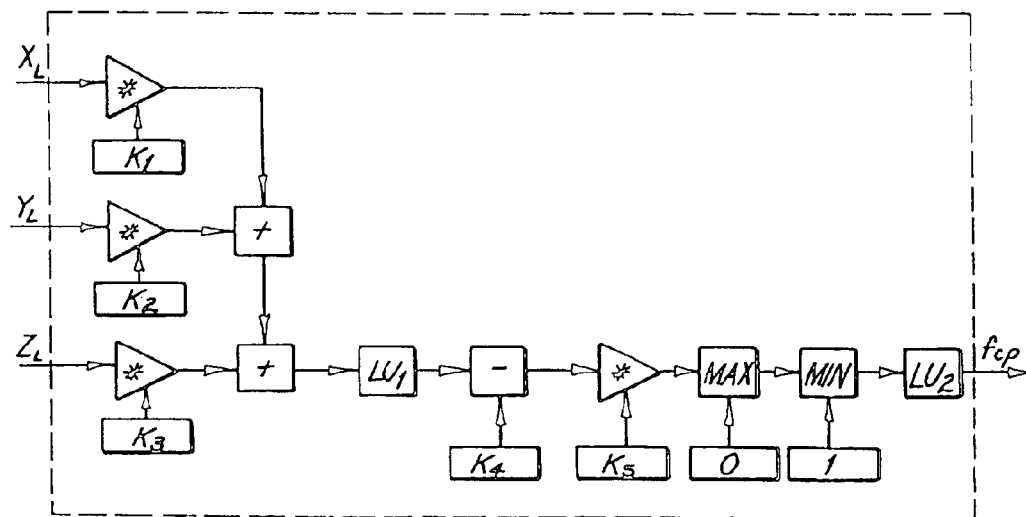 X_L
*
K_1
Y_L
*
+
K_2
Z_L
*
+
LU_1
-
*
MAX
MIN
LU_2
f_cp
K_3
K_4
K_5
0
1